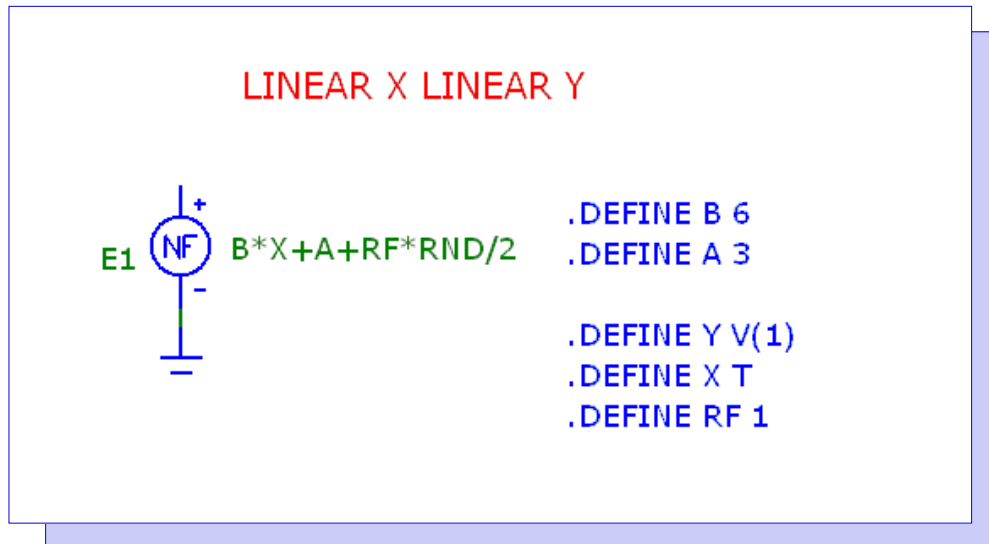 LINEAR X LINEAR Y
+
E1 NF B*X+A+RF*RND/2
-
.DEFINE B 6
.DEFINE A 3
.DEFINE Y V(1)
.DEFINE X T
.DEFINE RF 1